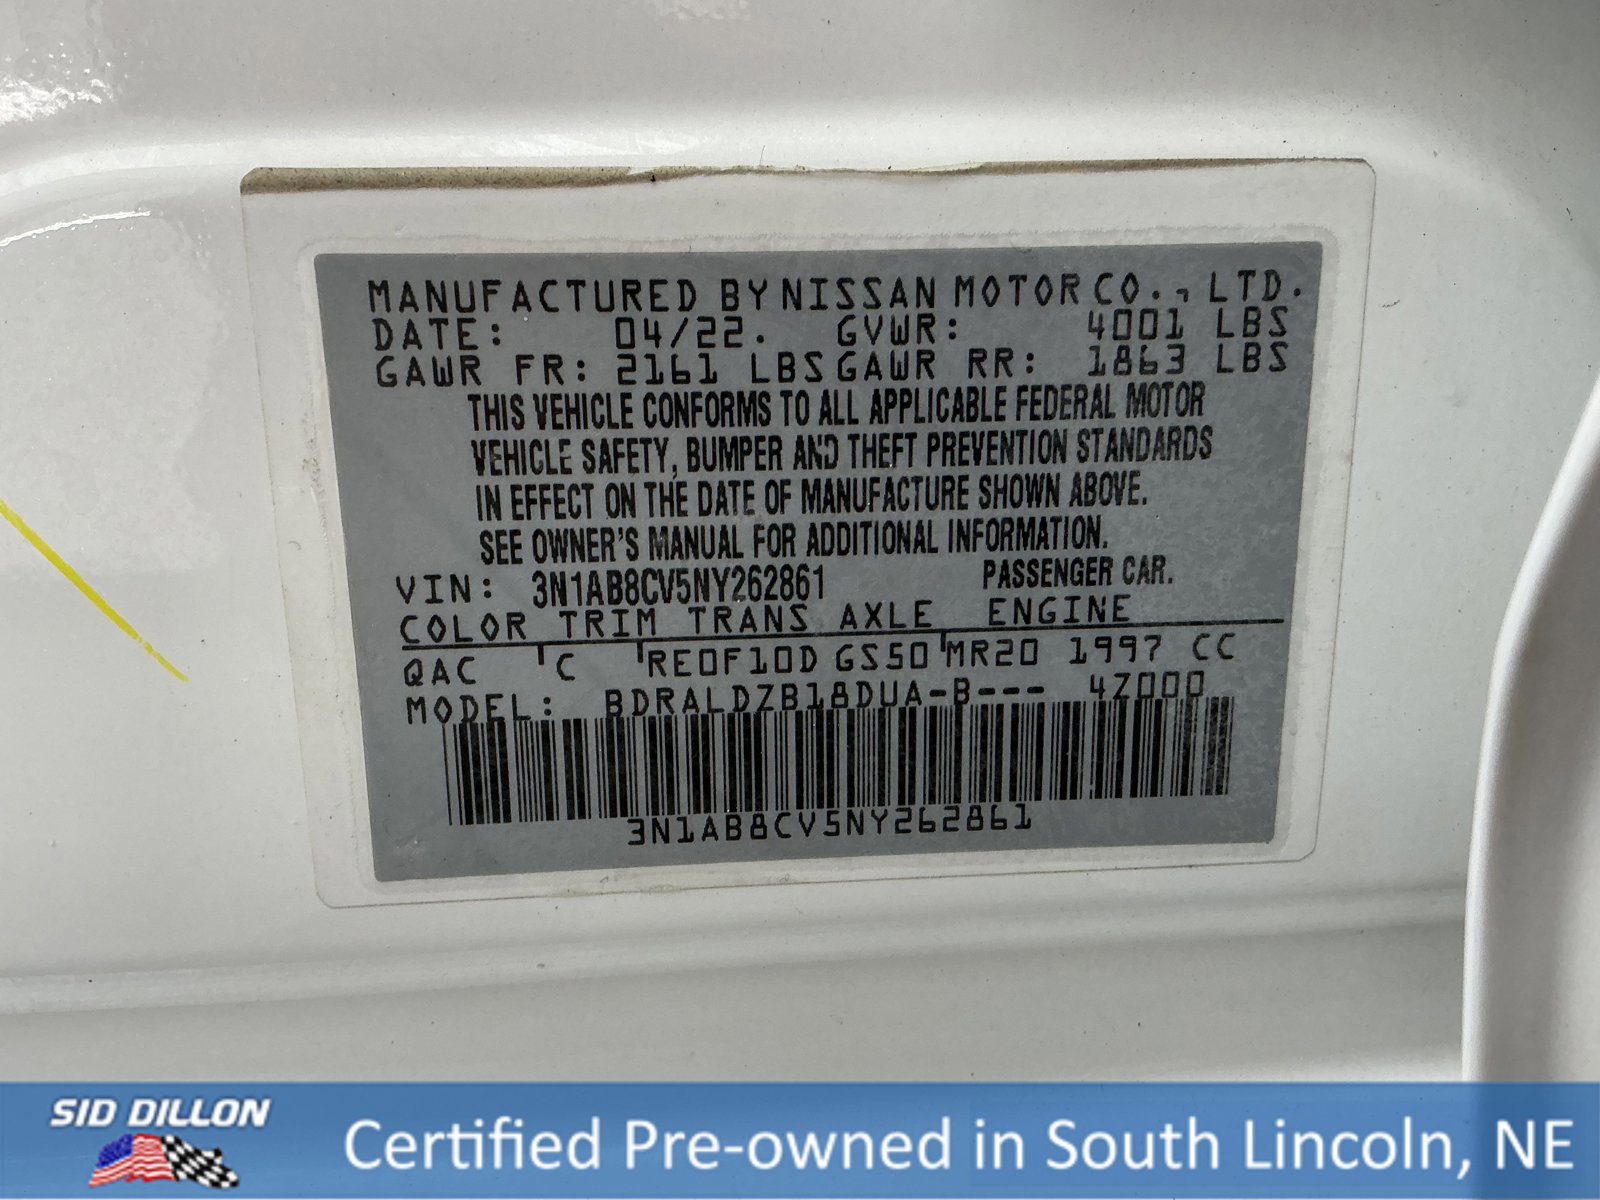 MANUFACTURED BY NISSAN MOTOR CO., LTD.
DATE: 04/22. GVWR: 4001 LBS
GAWR FR: 2161 LBS GAWR RR: 1863 LBS
THIS VEHICLE CONFORMS TO ALL APPLICABLE FEDERAL MOTOR
VEHICLE SAFETY, BUMPER AND THEFT PREVENTION STANDARDS
IN EFFECT ON THE DATE OF MANUFACTURE SHOWN ABOVE.
SEE OWNER'S MANUAL FOR ADDITIONAL INFORMATION.
VIN: 3N1AB8CV5NY262861 PASSENGER CAR.
COLOR TRIM TRANS AXLE ENGINE
QAC C RE0F10D GS50 MR20 1997 CC
MODEL: BDRALDZB18DUA-B--- 4Z000
3N1AB8CV5NY262861
SID DILLON
Certified Pre-owned in South Lincoln, NE